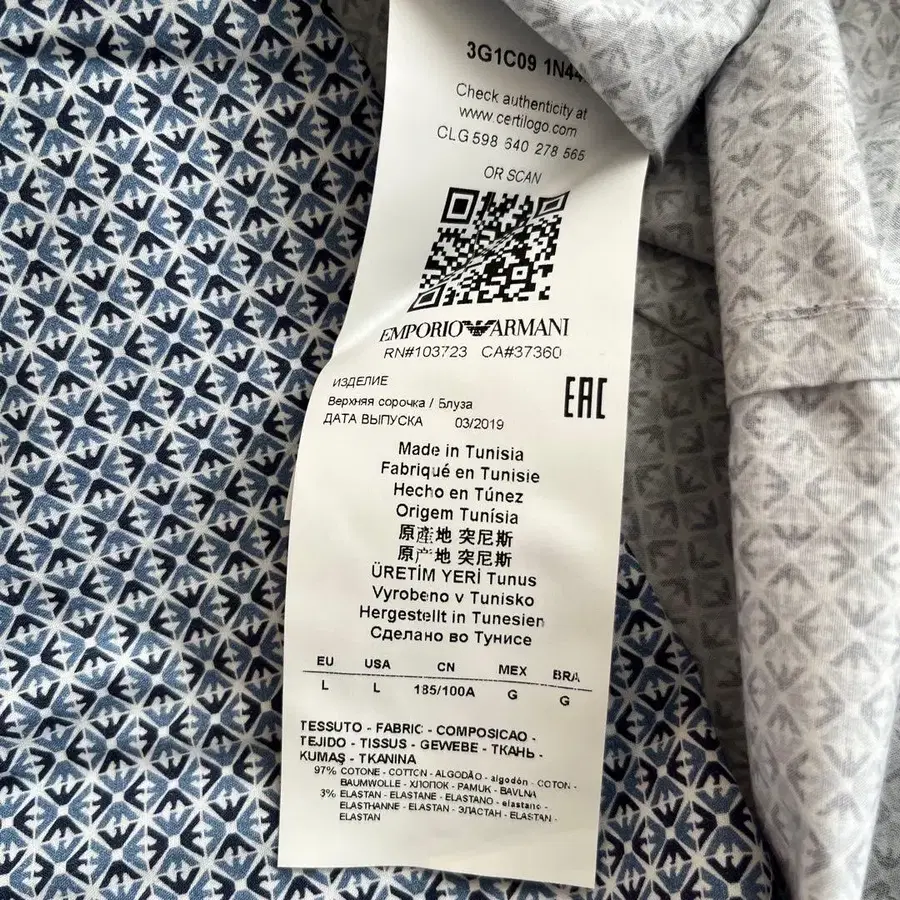 3G1C09 1N44
Check authenticity at
www.certilogo.com
CLG 598 640 278 565
OR SCAN
EMPORIO ARMANI
RN#103723 CA#37360
ИЗДЕЛИЕ
EAC
Верхняя сорочка / Блуза
ДАТА ВЫПУСКА 03/2019
Made in Tunisia
Fabriqué en Tunisie
Hecho en Túnez
Origem Tunísia
原產地 突尼斯
原产地 突尼斯
ÜRETİM YERİ Tunus
Vyrobeno v Tunisko
Hergestellt in Tunesien
Сделано во Тунисе
EU USA CN MEX BRA
L L 185/100A G G
TESSUTO - FABRIC - COMPOSICAO -
TEJIDO - TISSUS - GEWEBE - ТКАНЬ -
KUMAŞ - TKANINA
97% COTONE - COTTON - ALGODÃO - algodón - COTON -
BAUMWOLLE - ХЛОПОК - PAMUK - BAVLNA
3% ELASTAN - ELASTANE - ELASTANO - elastano -
ELASTHANNE - ELASTAN - ЭЛАСТАН - ELASTAN -
ELASTAN